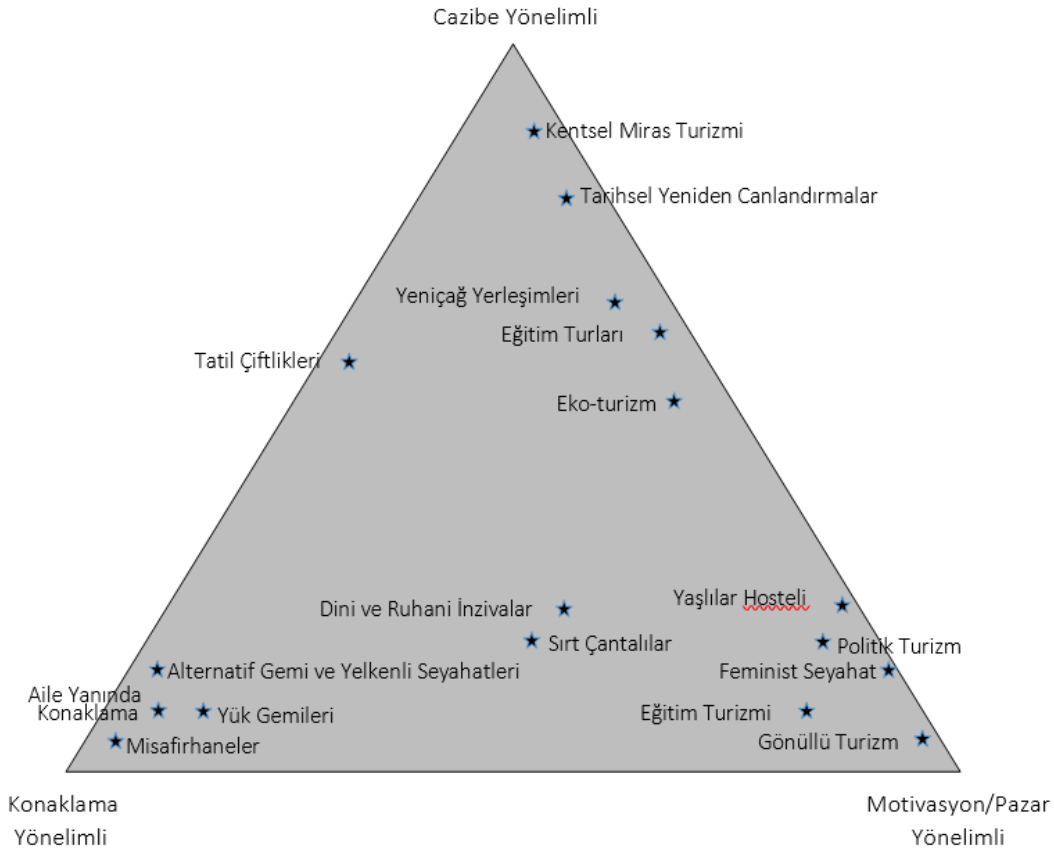 Cazibe Yönelimli
Kentsel Miras Turizmi
Tarihsel Yeniden Canlandırmalar
Yeniçağ Yerleşimleri
Eğitim Turları
Tatil Çiftlikleri
Eko-turizm
Yaşlılar Hosteli
Dini ve Ruhani İnzivalar
Sırt Çantalılar
Politik Turizm
Alternatif Gemi ve Yelkenli Seyahatleri
Feminist Seyahat
Aile Yanında
Konaklama
Yük Gemileri
Eğitim Turizmi
Misafirhaneler
Gönüllü Turizm
Konaklama
Yönelimli
Motivasyon/Pazar
Yönelimli